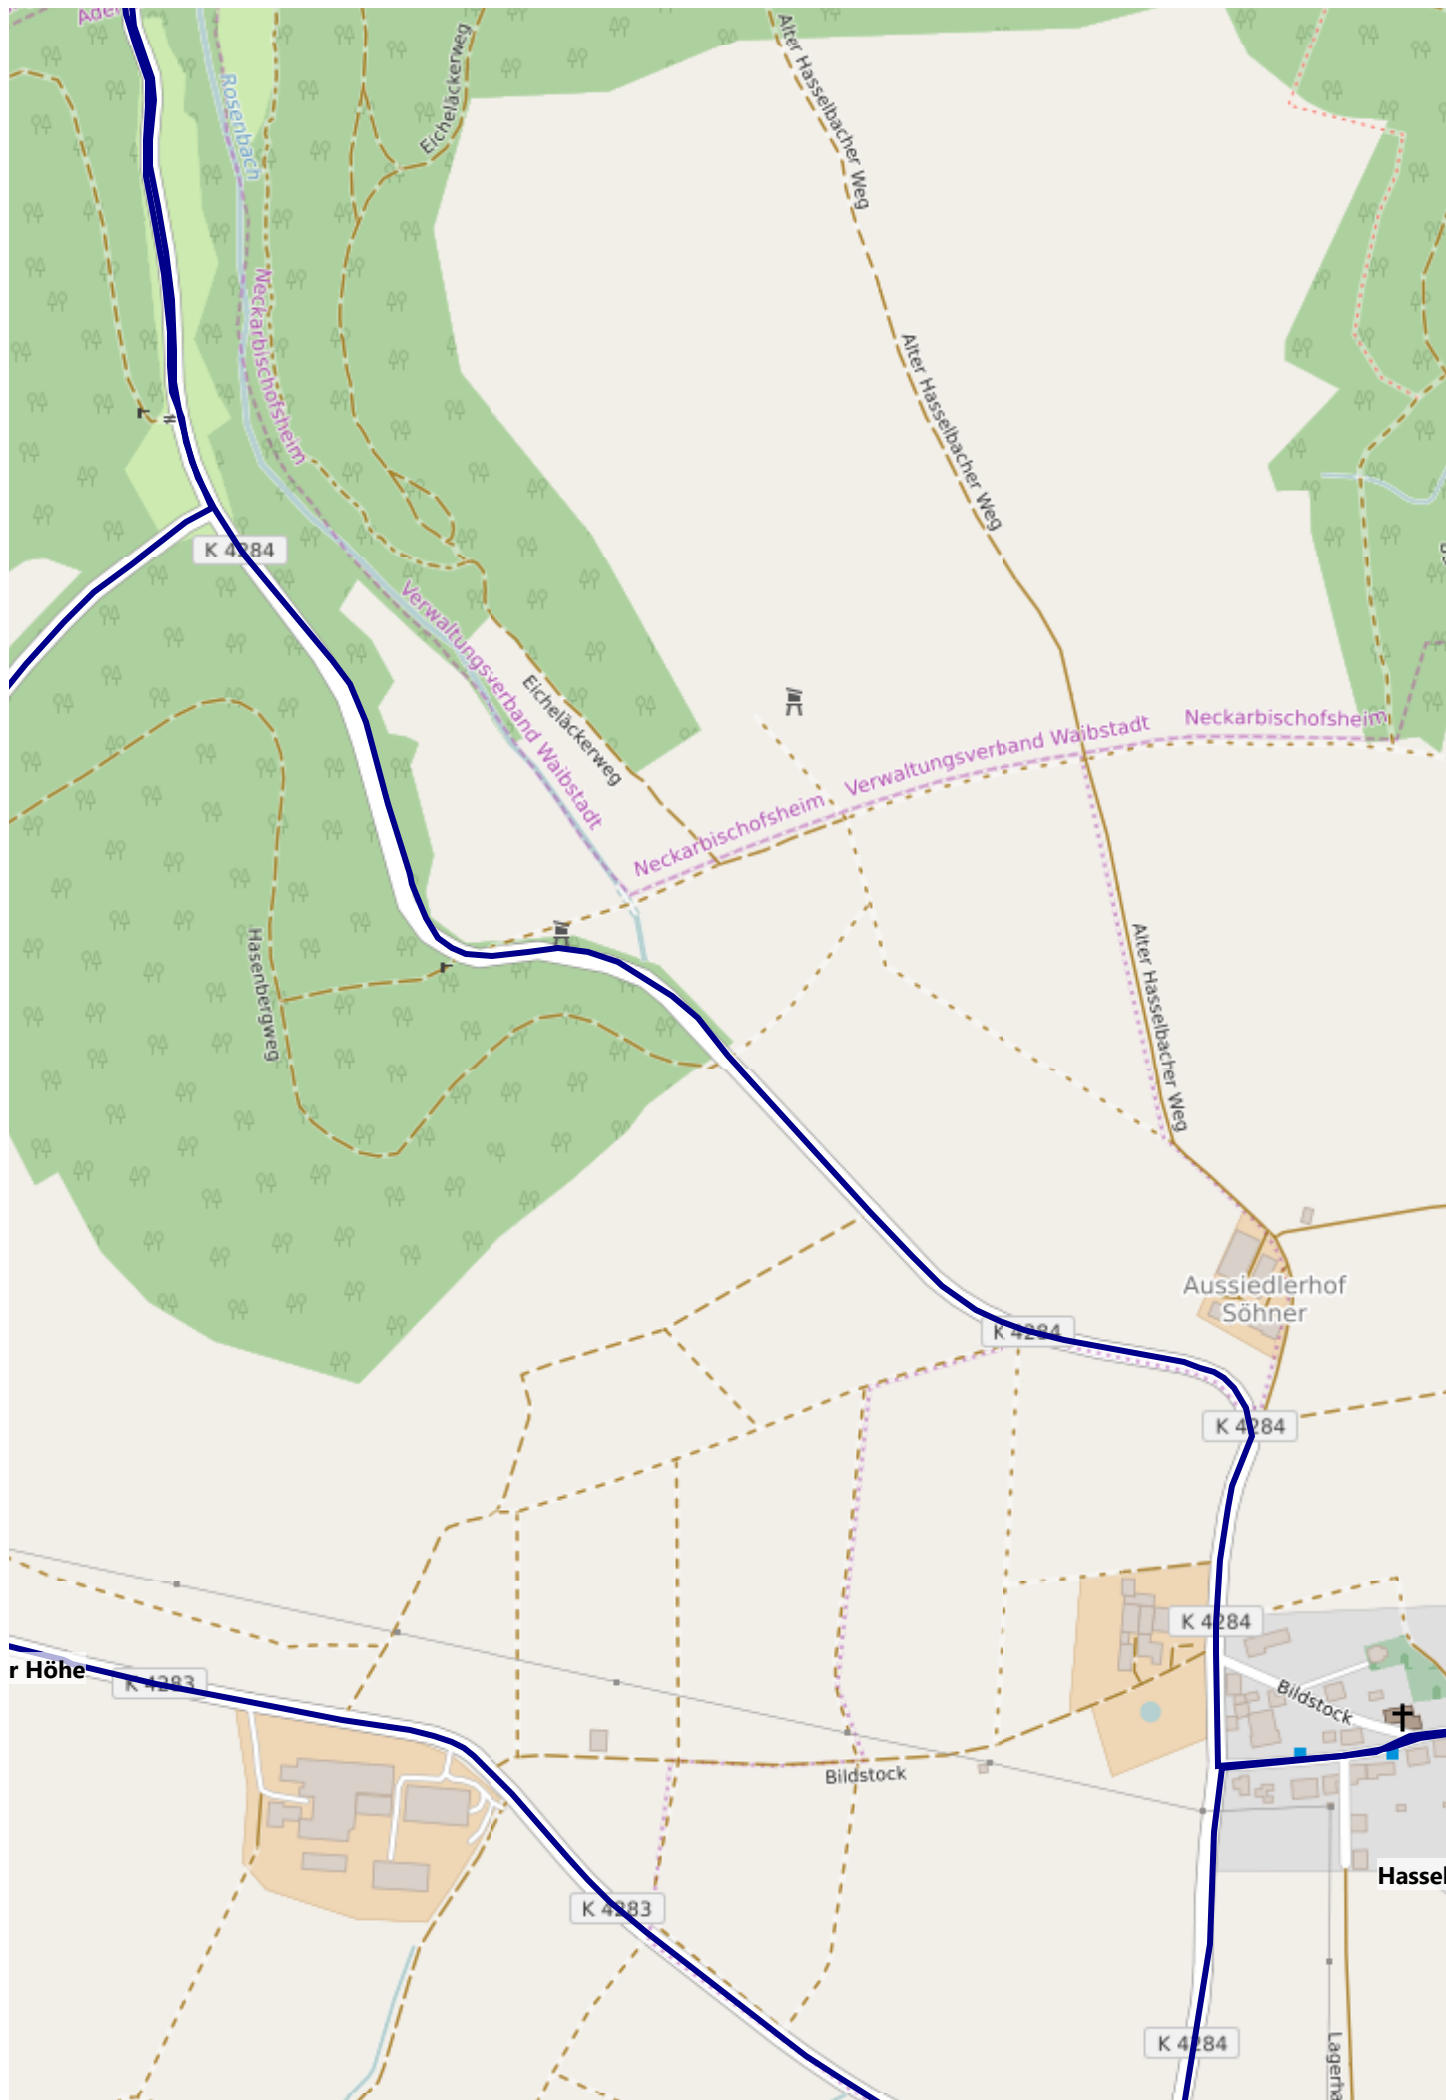 Rosenbach
Eicheläckerweg
Alter Hasselbacher Weg
Neckarbischofsheim
Alter Hasselbacher Weg
K 4284
Verwaltungsverband Waibstadt
Eicheläckerweg
Neckarbischofsheim
Verwaltungsverband Waibstadt
Neckarbischofsheim
Hasenbergweg
Alter Hasselbacher Weg
Aussiedlerhof
Söhner
K 4284
K 4284
K 4284
r Höhe
K 4283
Bildstock
Bildstock
Hassel
K 4283
K 4284
Lagerha